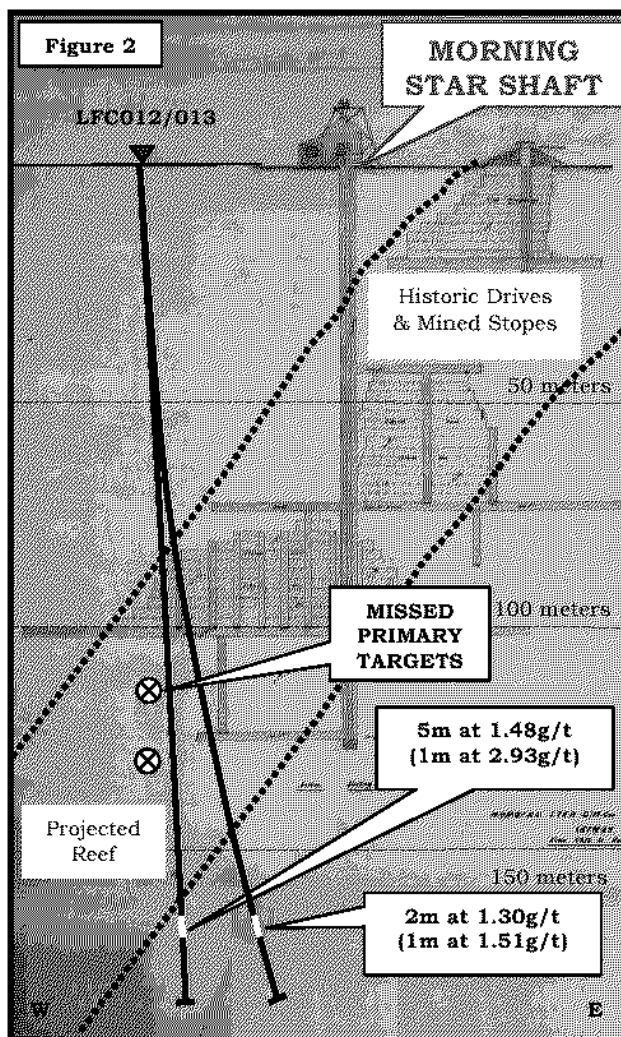 Figure 2
MORNING
STAR SHAFT
LFC012/013
Historic Drives
& Mined Stopes
50 meters
100 meters
MISSED
PRIMARY
TARGETS
5m at 1.48g/t
(1m at 2.93g/t)
Projected
Reef
150 meters
2m at 1.30g/t
(1m at 1.51g/t)
W
E